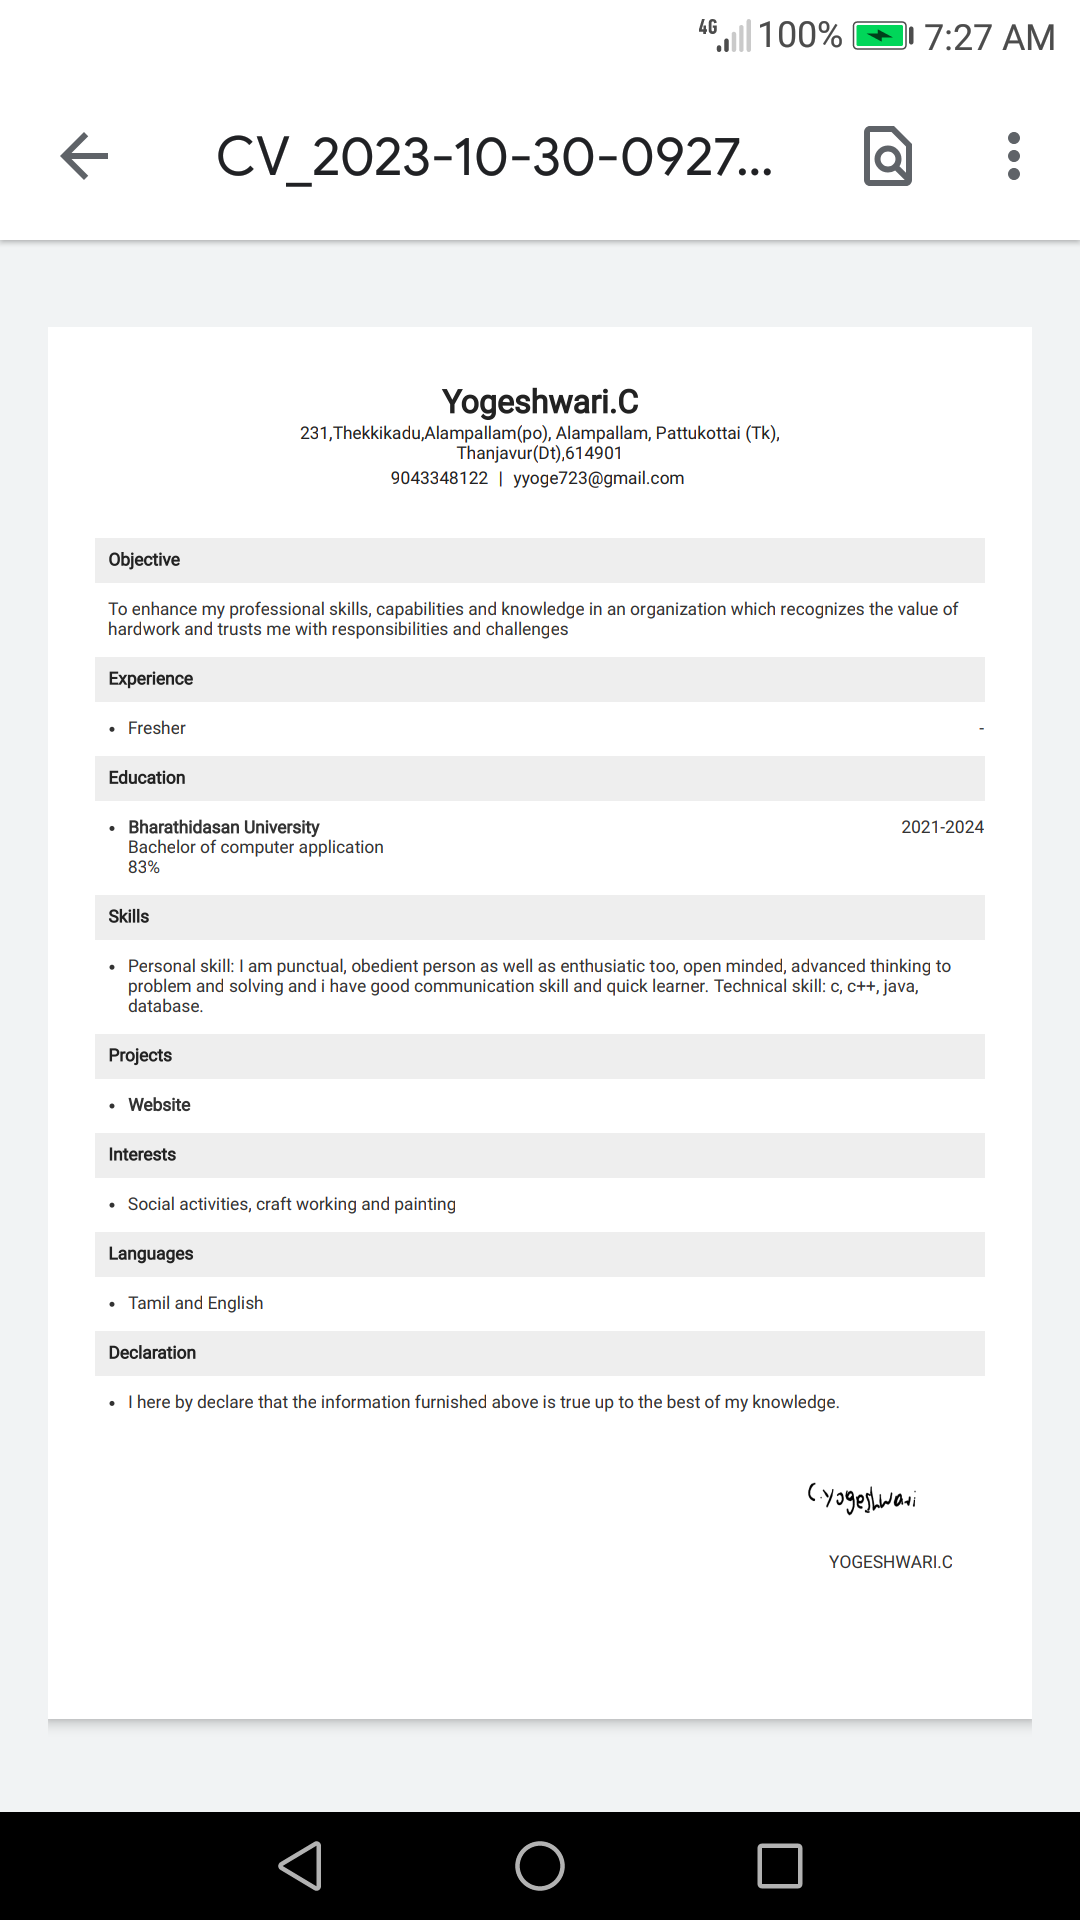 4G 100% 7:27 AM
CV_2023-10-30-0927...
Yogeshwari.C
231,Thekkikadu,Alampallam(po), Alampallam, Pattukottai (Tk),
Thanjavur(Dt),614901
9043348122 | yyoge723@gmail.com
Objective
To enhance my professional skills, capabilities and knowledge in an organization which recognizes the value of
hardwork and trusts me with responsibilities and challenges
Experience
• Fresher -
Education
• Bharathidasan University 2021-2024
Bachelor of computer application
83%
Skills
• Personal skill: I am punctual, obedient person as well as enthusiatic too, open minded, advanced thinking to
problem and solving and i have good communication skill and quick learner. Technical skill: c, c++, java,
database.
Projects
• Website
Interests
• Social activities, craft working and painting
Languages
• Tamil and English
Declaration
• I here by declare that the information furnished above is true up to the best of my knowledge.
C.Yogeshwari
YOGESHWARI.C